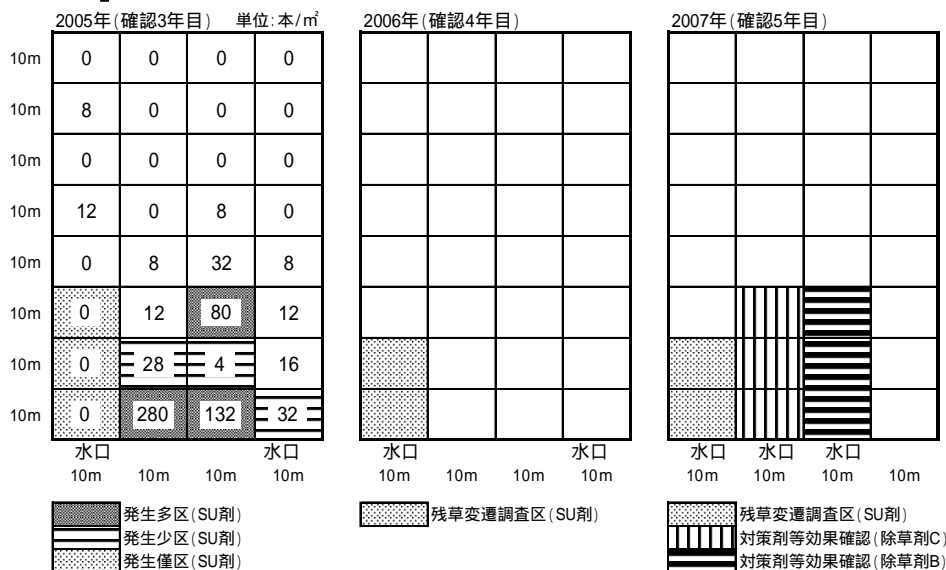 2005年(確認3年目) 単位:本/㎡ 2006年(確認4年目) 2007年(確認5年目)
10m 0 0 0 0
10m 8 0 0 0
10m 0 0 0 0
10m 12 0 8 0
10m 0 8 32 8
10m 0 12 80 12
10m 0 28 4 16
10m 0 280 132 32
水口 水口 水口 水口 水口 水口 水口
10m 10m 10m 10m 10m 10m 10m 10m 10m 10m 10m 10m
発生多区(SU剤) 残草変遷調査区(SU剤) 残草変遷調査区(SU剤)
発生少区(SU剤) 対策剤等効果確認(除草剤C)
発生僅区(SU剤) 対策剤等効果確認(除草剤B)